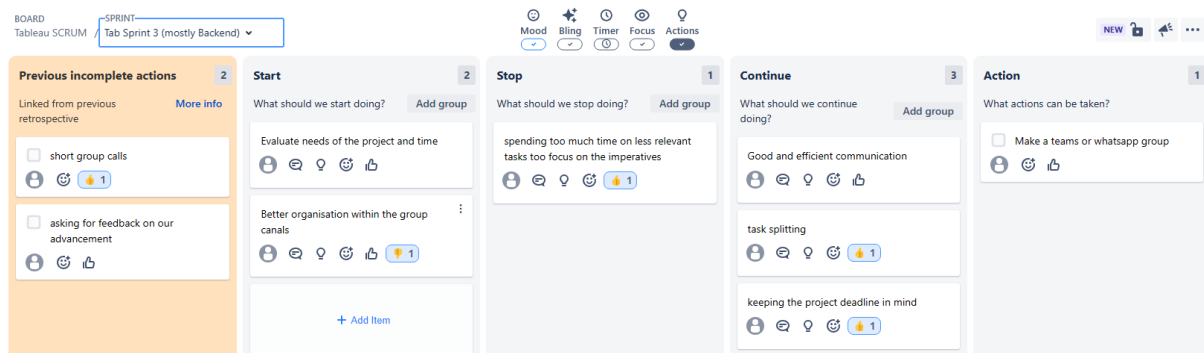 BOARD
Tableau SCRUM /
SPRINT
Tab Sprint 3 (mostly Backend)
Mood Bling Timer Focus Actions
NEW
Previous incomplete actions 2
Linked from previous
retrospective
More info
short group calls
1
asking for feedback on our
advancement
Start 2
What should we start doing?
Add group
Evaluate needs of the project and time
Better organisation within the group
canals
1
+ Add Item
Stop 1
What should we stop doing?
Add group
spending too much time on less relevant
tasks too focus on the imperatives
1
Continue 3
What should we continue
doing?
Add group
Good and efficient communication
task splitting
1
keeping the project deadline in mind
1
Action 1
What actions can be taken?
Make a teams or whatsapp group